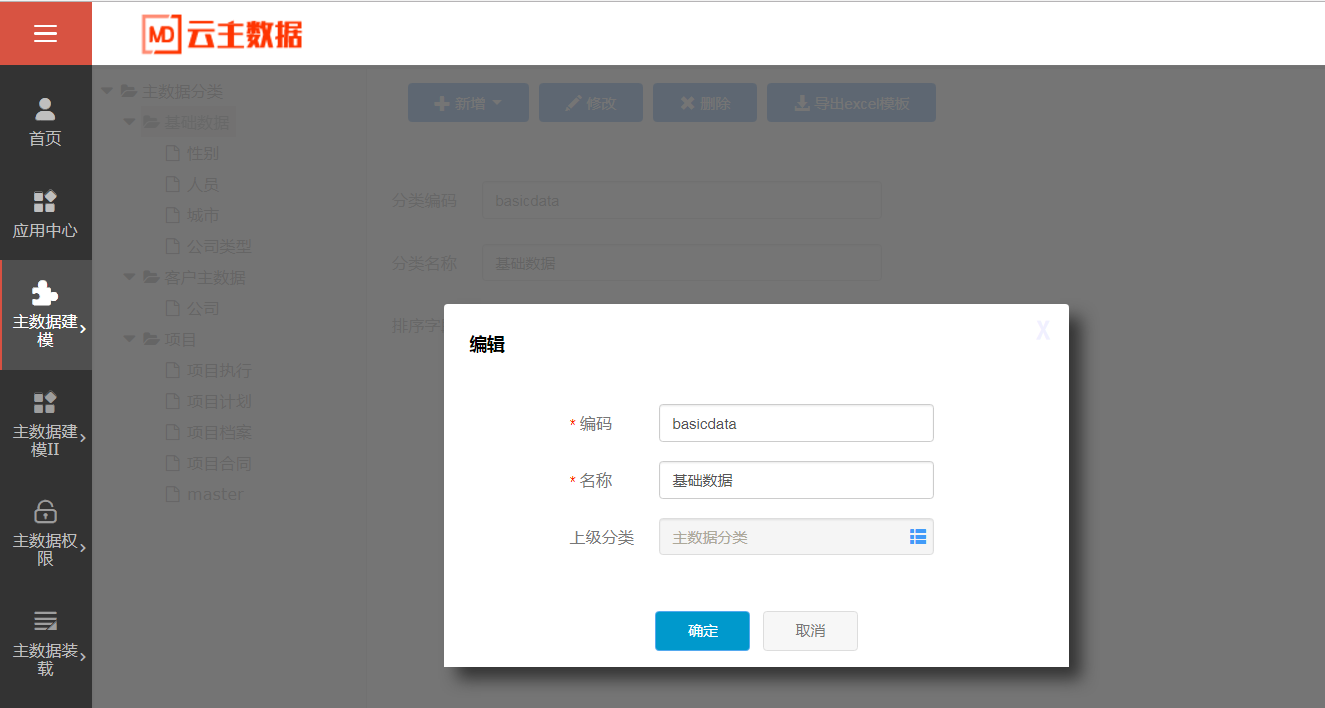 MD 云主数据
首页
应用中心
主数据建
模
主数据建
模II
主数据权
限
主数据装
载
主数据分类
基础数据
性别
人员
城市
公司类型
客户主数据
公司
项目
项目执行
项目计划
项目档案
项目合同
master
新增
修改
删除
导出excel模板
分类编码
basicdata
分类名称
基础数据
排序字
编辑
X
* 编码
basicdata
* 名称
基础数据
上级分类
主数据分类
确定
取消